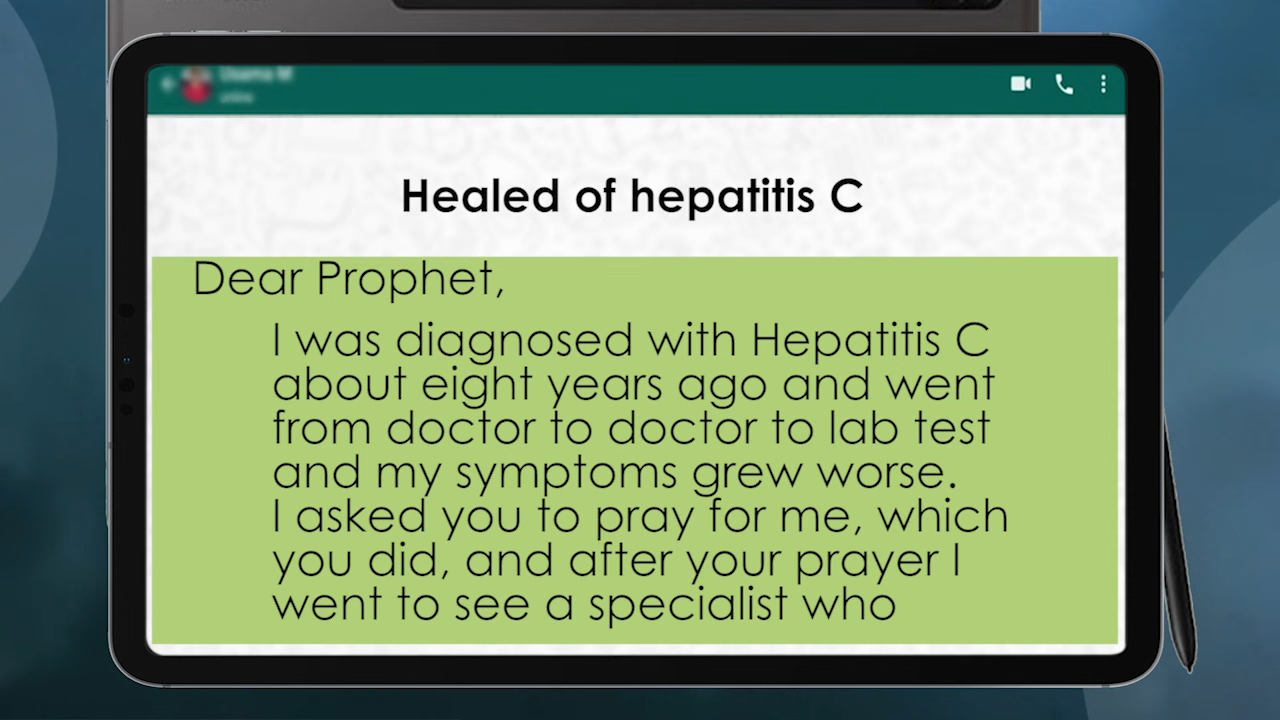 Healed of hepatitis C
Dear Prophet,
I was diagnosed with Hepatitis C
about eight years ago and went
from doctor to doctor to lab test
and my symptoms grew worse.
I asked you to pray for me, which
you did, and after your prayer I
went to see a specialist who